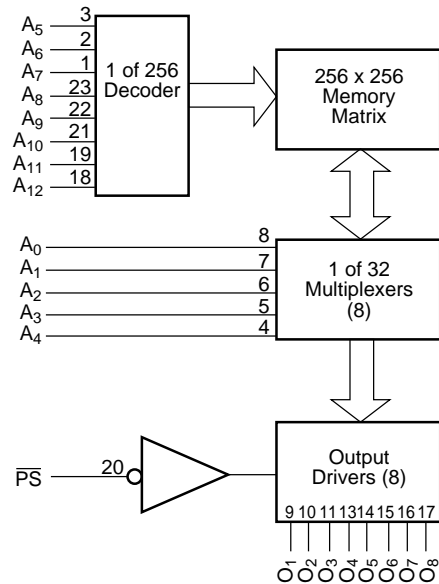 A5 3
A6 2
A7 1
A8 23
A9 22
A10 21
A11 19
A12 18
1 of 256
Decoder
256 x 256
Memory
Matrix
A0 8
A1 7
A2 6
A3 5
A4 4
1 of 32
Multiplexers
(8)
PS 20
Output
Drivers (8)
9 10 11 13 14 15 16 17
O1 O2 O3 O4 O5 O6 O7 O8